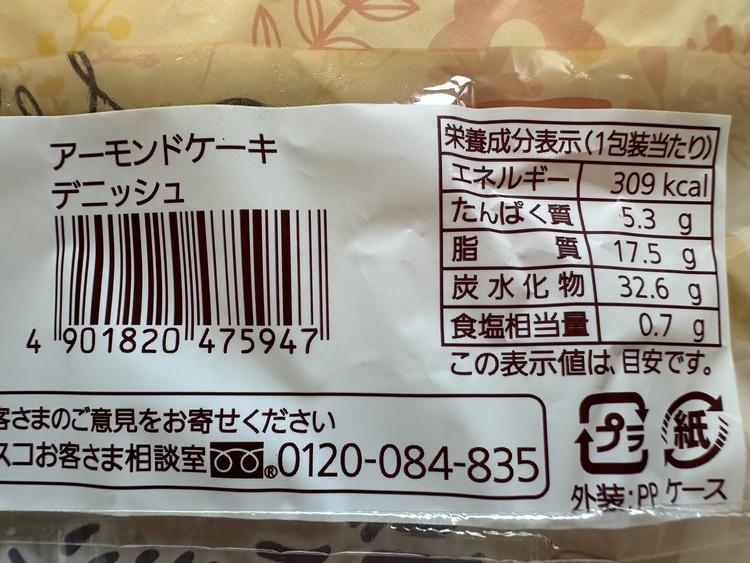 アーモンドケーキ
デニッシュ
4 901820 475947
栄養成分表示(1包装当たり)
エネルギー 309 kcal
たんぱく質 5.3 g
脂質 17.5 g
炭水化物 32.6 g
食塩相当量 0.7 g
この表示値は、目安です。
客さまのご意見をお寄せください
スコお客さま相談室 ® 0120-084-835
プラ 紙
外装:PP ケース